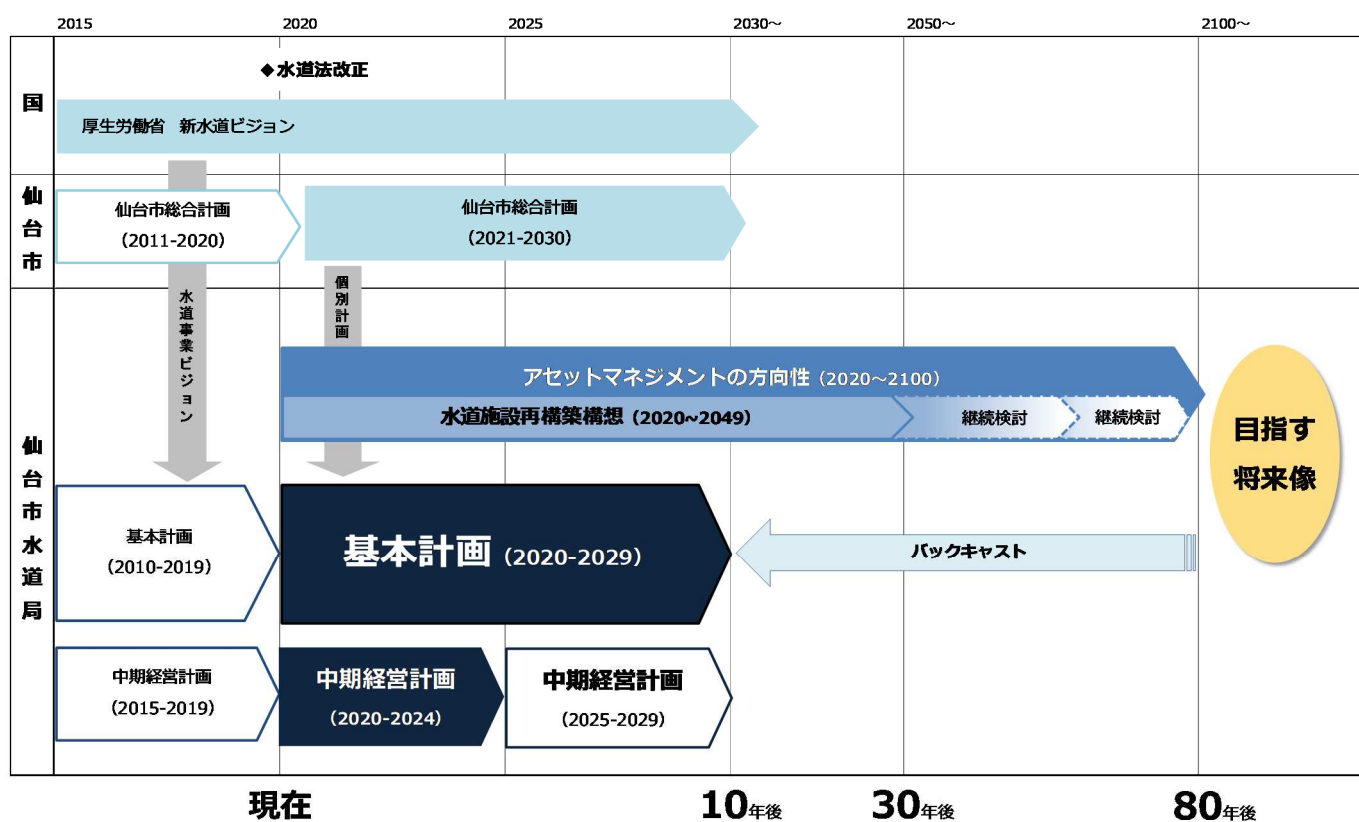 2015
2020
2025
2030～
2050～
2100～
国
◆水道法改正
厚生労働省　新水道ビジョン
仙台市
仙台市総合計画
（2011-2020）
仙台市総合計画
（2021-2030）
水道事業ビジョン
個別計画
仙台市水道局
アセットマネジメントの方向性（2020～2100）
水道施設再構築構想（2020~2049）
継続検討
継続検討
目指す
将来像
基本計画
（2010-2019）
基本計画（2020-2029）
バックキャスト
中期経営計画
（2015-2019）
中期経営計画
（2020-2024）
中期経営計画
（2025-2029）
現在
10年後
30年後
80年後